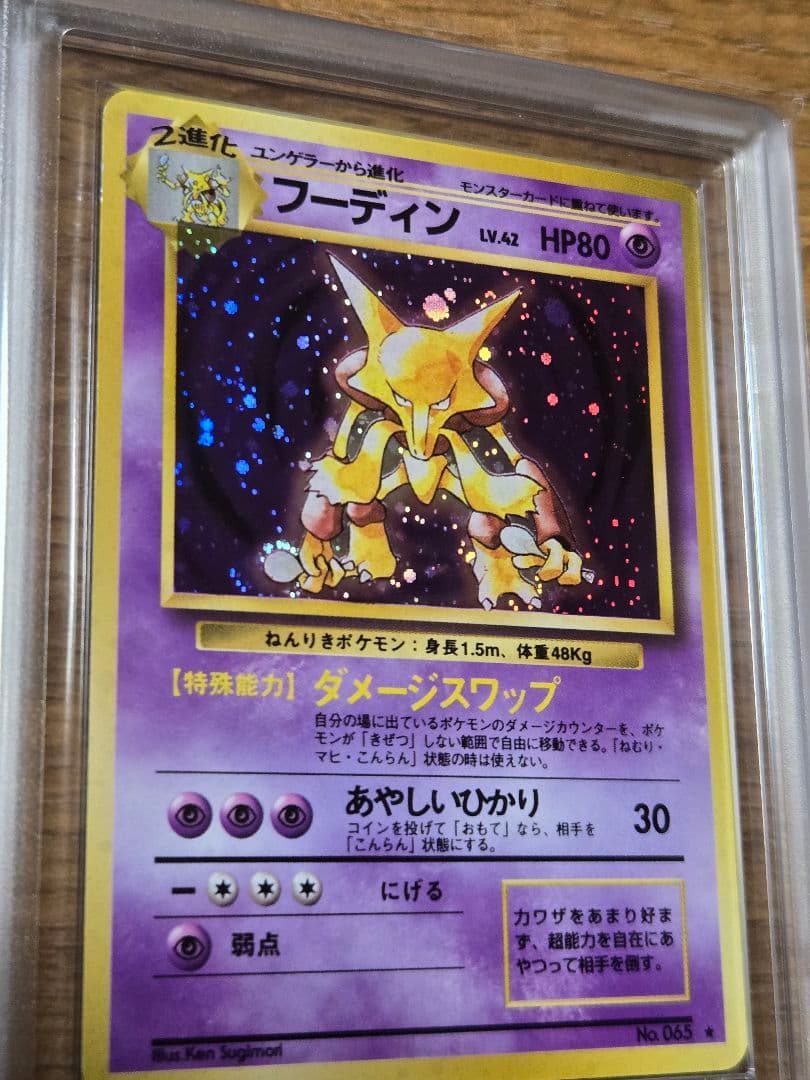 2進化
ユンゲラーから進化
モンスターカードに重ねて使います。
フーディン LV.42 HP80
ねんりきポケモン：身長1.5m、体重48Kg
【特殊能力】ダメージスワップ
自分の場に出ているポケモンのダメージカウンターを、ポケ
モンが「きぜつ」しない範囲で自由に移動できる。「ねむり・
マヒ・こんらん」状態の時は使えない。
あやしいひかり 30
コインを投げて「おもて」なら、相手を
「こんらん」状態にする。
ー にげる
弱点
力ワザをあまり好ま
ず、超能力を自在にあ
やつって相手を倒す。
No. 065 ★
Illus. Ken Sugimori